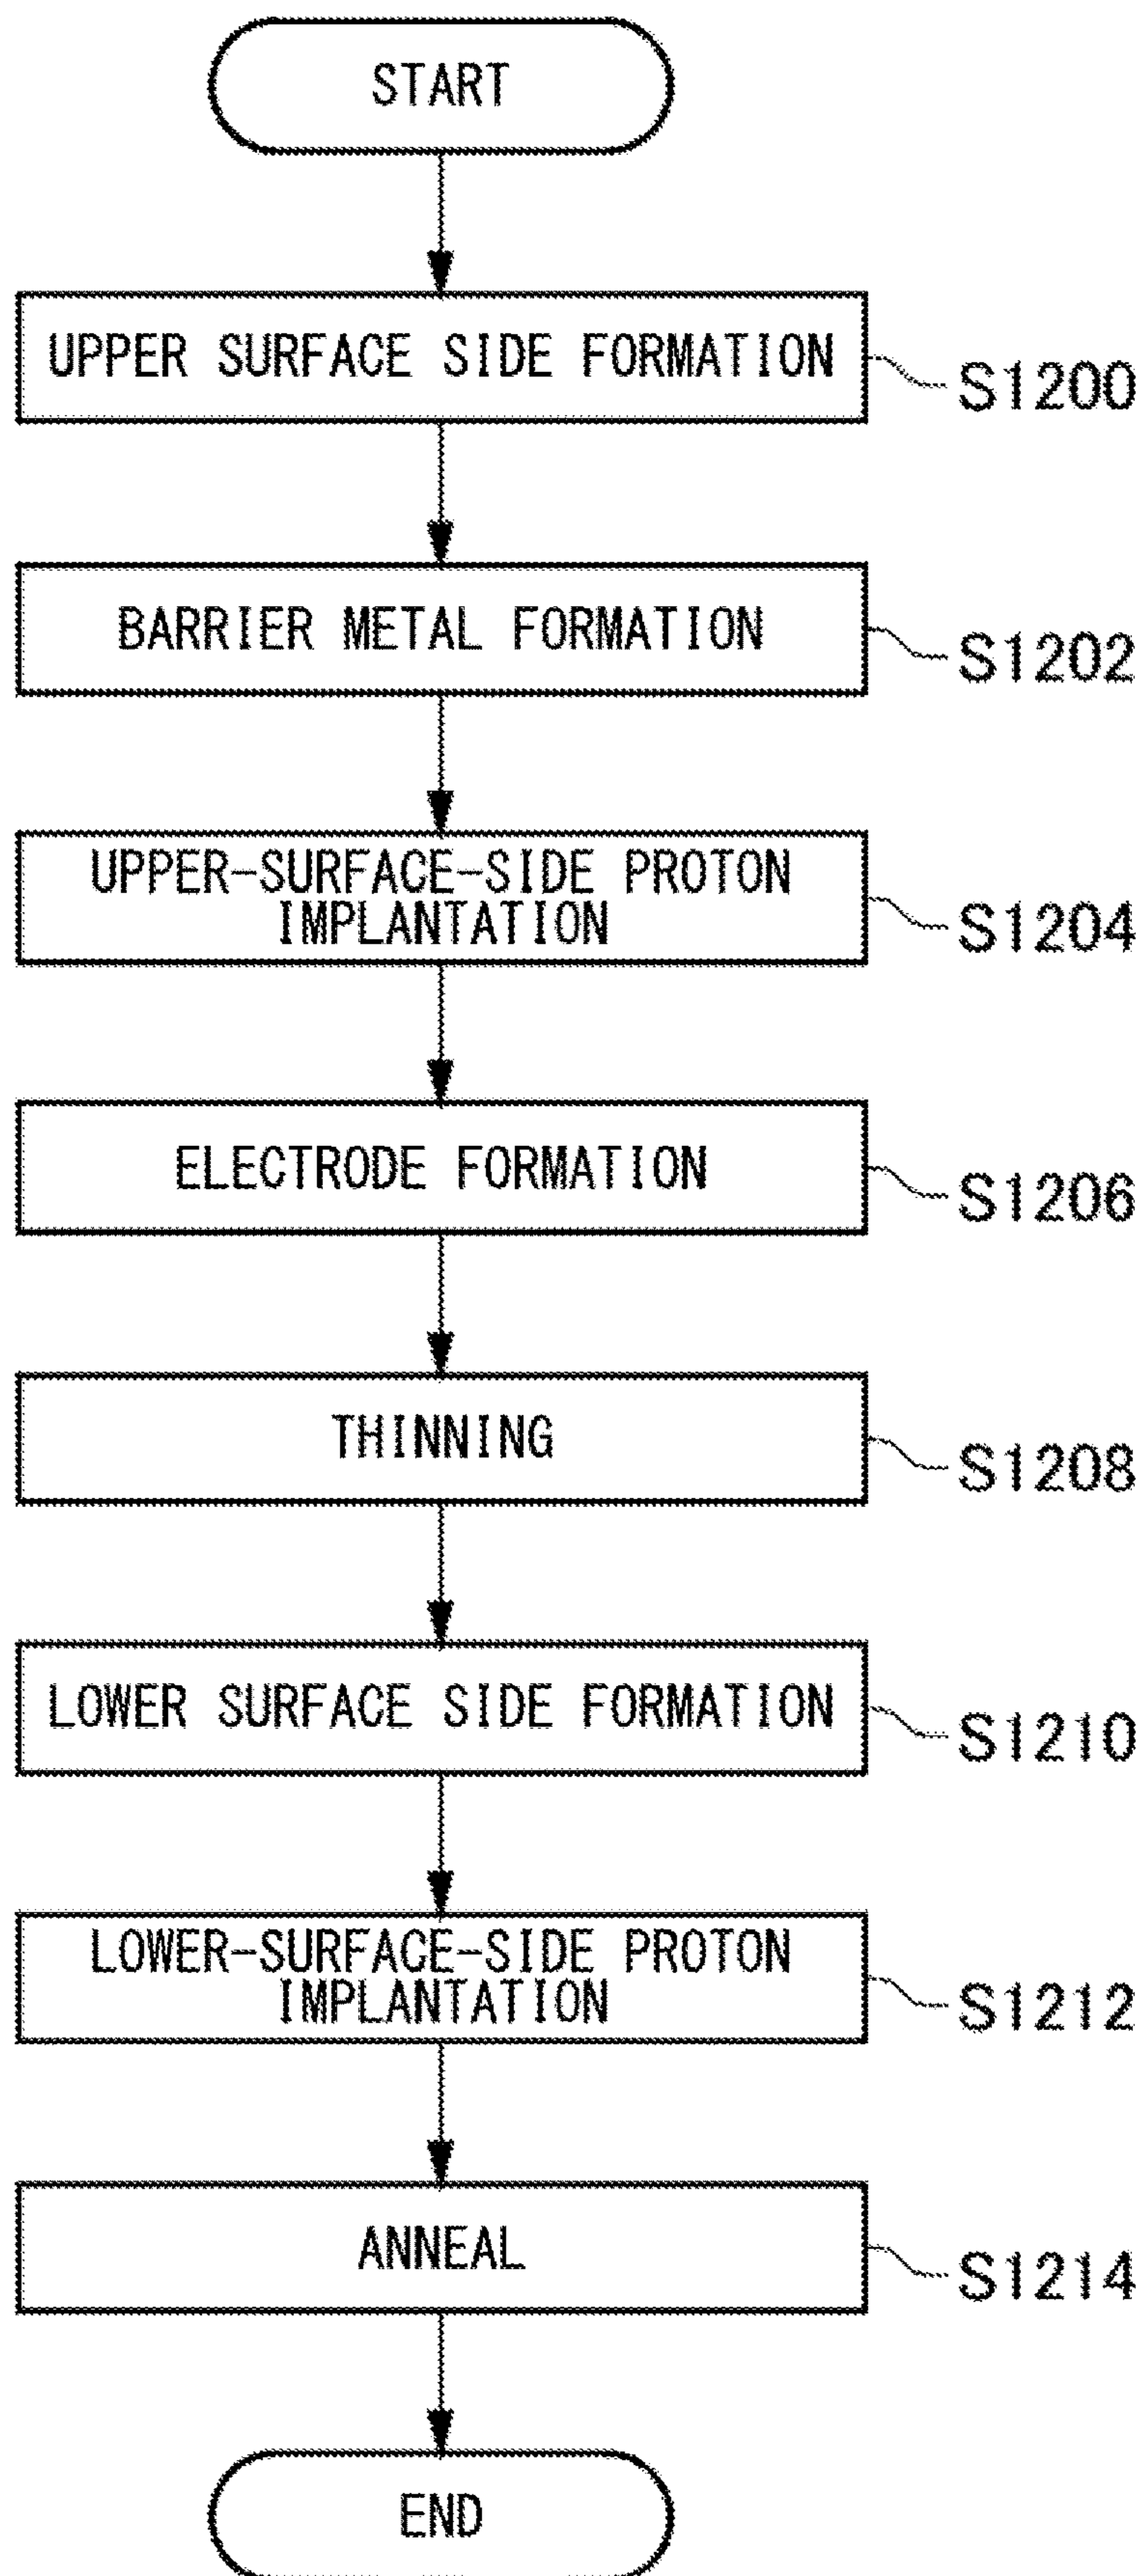 START
UPPER SURFACE SIDE FORMATION
S1200
BARRIER METAL FORMATION
S1202
UPPER-SURFACE-SIDE PROTON
IMPLANTATION
S1204
ELECTRODE FORMATION
S1206
THINNING
S1208
LOWER SURFACE SIDE FORMATION
S1210
LOWER-SURFACE-SIDE PROTON
IMPLANTATION
S1212
ANNEAL
S1214
END